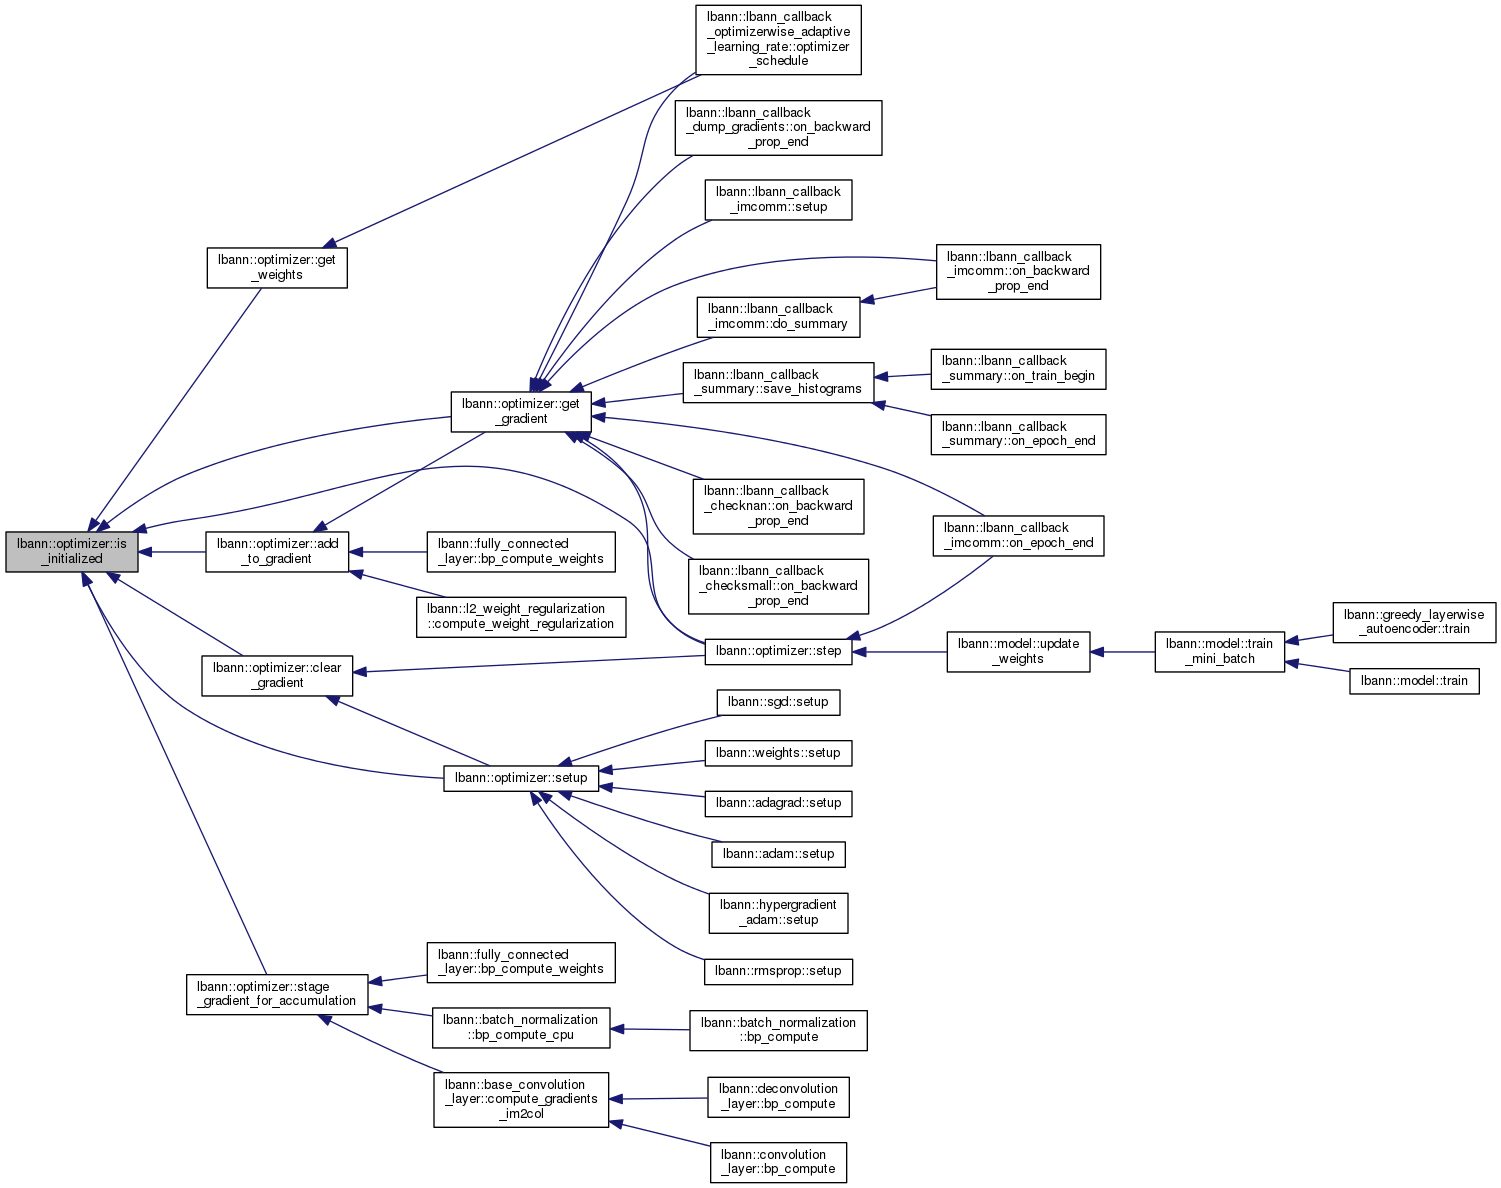 lbann::lbann_callback
_optimizerwise_adaptive
_learning_rate::optimizer
_schedule
lbann::lbann_callback
_dump_gradients::on_backward
_prop_end
lbann::lbann_callback
_imcomm::setup
lbann::optimizer::get
_weights
lbann::lbann_callback
_imcomm::on_backward
_prop_end
lbann::lbann_callback
_imcomm::do_summary
lbann::lbann_callback
_summary::on_train_begin
lbann::lbann_callback
_summary::save_histograms
lbann::optimizer::get
_gradient
lbann::lbann_callback
_summary::on_epoch_end
lbann::lbann_callback
_checknan::on_backward
_prop_end
lbann::lbann_callback
_imcomm::on_epoch_end
lbann::optimizer::is
_initialized
lbann::optimizer::add
_to_gradient
lbann::fully_connected
_layer::bp_compute_weights
lbann::lbann_callback
_checksmall::on_backward
_prop_end
lbann::l2_weight_regularization
::compute_weight_regularization
lbann::greedy_layerwise
_autoencoder::train
lbann::optimizer::step
lbann::model::update
_weights
lbann::model::train
_mini_batch
lbann::optimizer::clear
_gradient
lbann::model::train
lbann::sgd::setup
lbann::weights::setup
lbann::optimizer::setup
lbann::adagrad::setup
lbann::adam::setup
lbann::hypergradient
_adam::setup
lbann::rmsprop::setup
lbann::fully_connected
_layer::bp_compute_weights
lbann::optimizer::stage
_gradient_for_accumulation
lbann::batch_normalization
::bp_compute_cpu
lbann::batch_normalization
::bp_compute
lbann::base_convolution
_layer::compute_gradients
_im2col
lbann::deconvolution
_layer::bp_compute
lbann::convolution
_layer::bp_compute